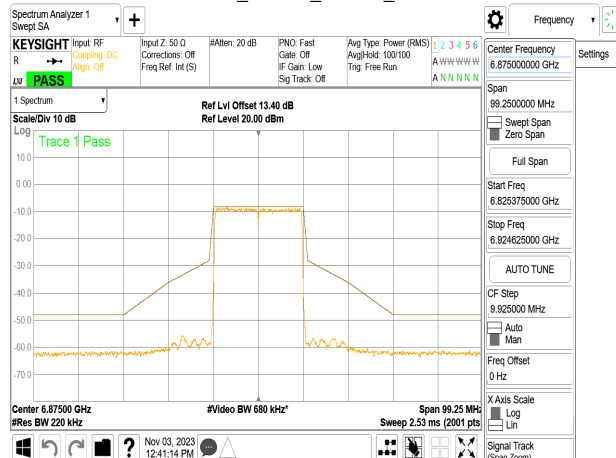 Spectrum Analyzer 1
Swept SA
+
Frequency
KEYSIGHT
R
LXI
PASS
Input: RF
Coupling: DC
Align: Off
Input Z: 50 Ω
Corrections: Off
Freq Ref: Int (S)
#Atten: 20 dB
PNO: Fast
Gate: Off
IF Gain: Low
Sig Track: Off
Avg Type: Power (RMS)
Avg|Hold: 100/100
Trig: Free Run
1 2 3 4 5 6
A W W W W W
A N N N N N
1 Spectrum
Scale/Div 10 dB
Ref Lvl Offset 13.40 dB
Ref Level 20.00 dBm
Log
Trace 1 Pass
10.0
0.00
-10.0
-20.0
-30.0
-40.0
-50.0
-60.0
-70.0
Center 6.87500 GHz
#Video BW 680 kHz*
Span 99.25 MHz
#Res BW 220 kHz
Sweep 2.53 ms (2001 pts
Nov 03, 2023
12:41:14 PM
Center Frequency
6.875000000 GHz
Settings
Span
99.2500000 MHz
Swept Span
Zero Span
Full Span
Start Freq
6.825375000 GHz
Stop Freq
6.924625000 GHz
AUTO TUNE
CF Step
9.925000 MHz
Auto
Man
Freq Offset
0 Hz
X Axis Scale
Log
Lin
Signal Track
(Span Zoom)